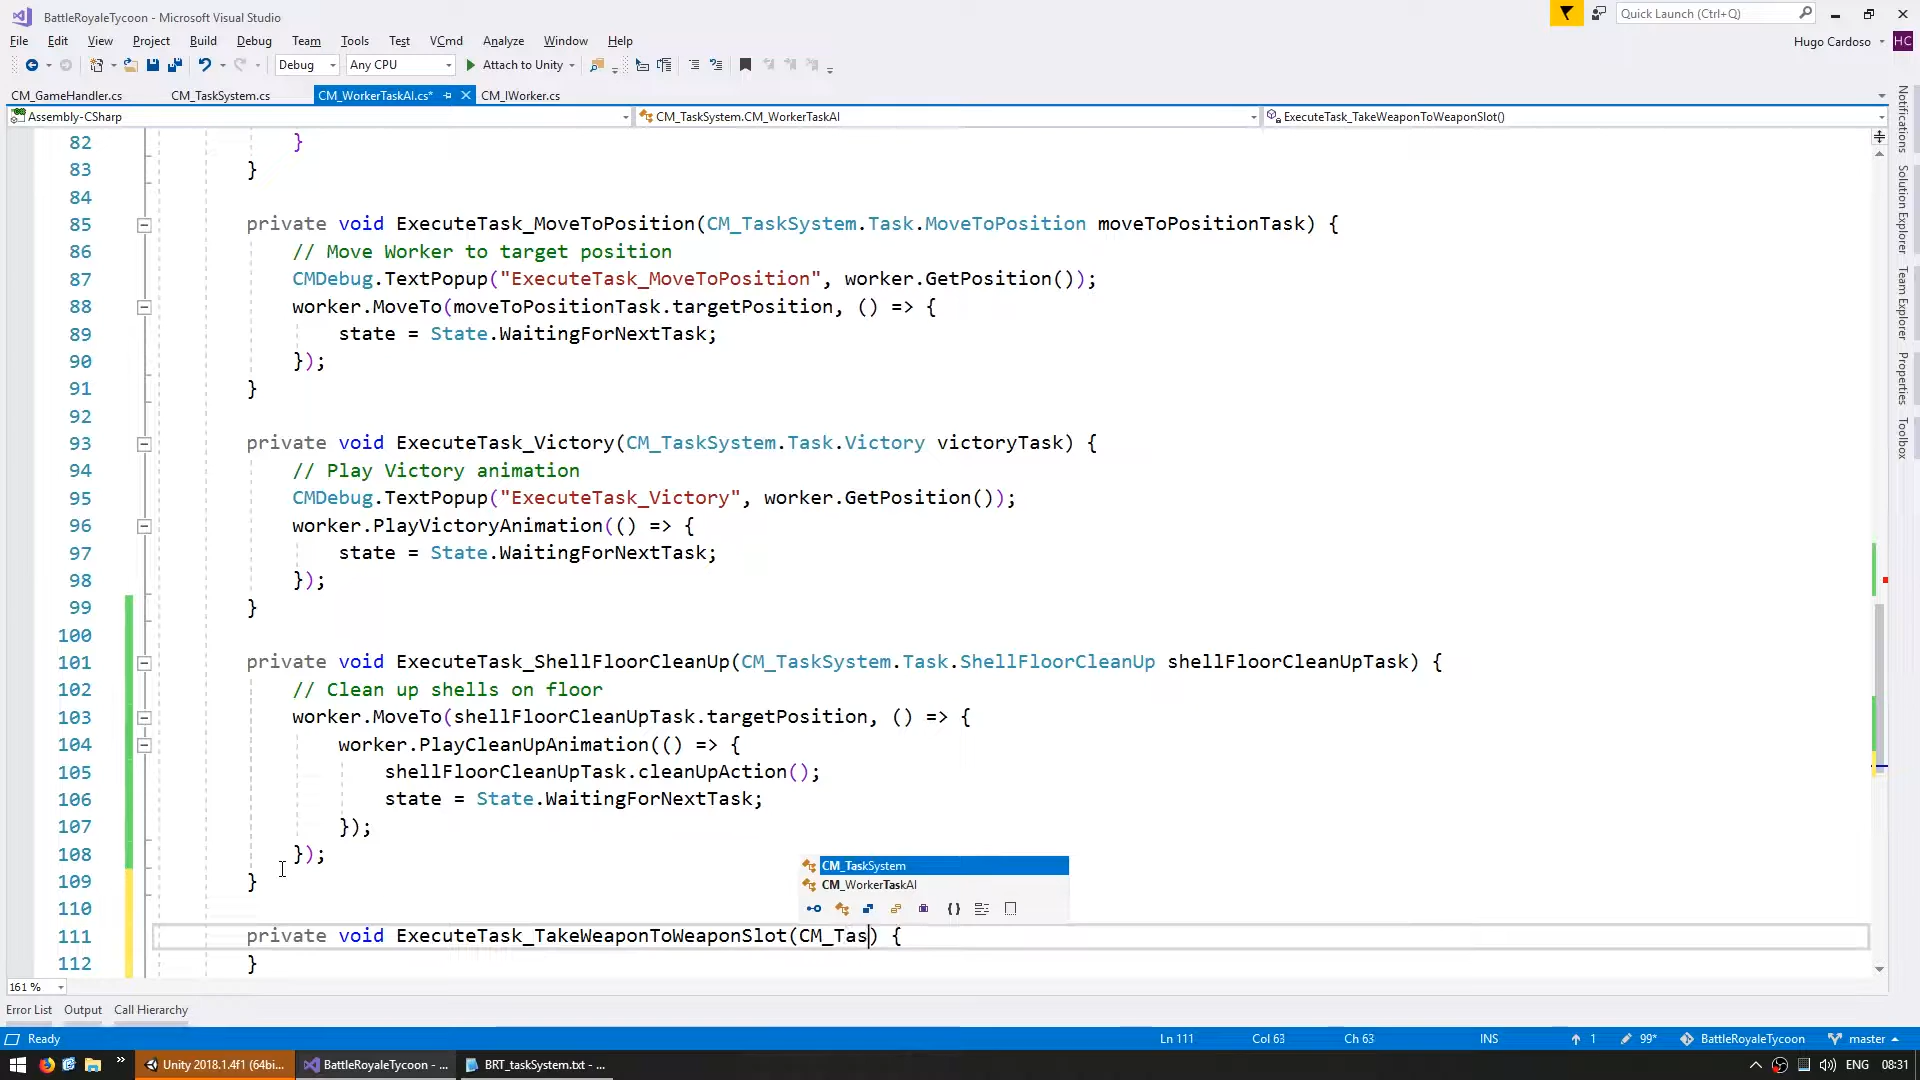 BattleRoyaleTycoon - Microsoft Visual Studio
Quick Launch (Ctrl+Q)
File Edit View Project Build Debug Team Tools Test VCmd Analyze Window Help
Hugo Cardoso HC
Debug Any CPU Attach to Unity
CM_GameHandler.cs CM_TaskSystem.cs CM_WorkerTaskAI.cs* CM_IWorker.cs
Assembly-CSharp CM_TaskSystem.CM_WorkerTaskAI ExecuteTask_TakeWeaponToWeaponSlot()
82 }
83 }
84
85 private void ExecuteTask_MoveToPosition(CM_TaskSystem.Task.MoveToPosition moveToPositionTask) {
86 // Move Worker to target position
87 CMDebug.TextPopup("ExecuteTask_MoveToPosition", worker.GetPosition());
88 worker.MoveTo(moveToPositionTask.targetPosition, () => {
89 state = State.WaitingForNextTask;
90 });
91 }
92
93 private void ExecuteTask_Victory(CM_TaskSystem.Task.Victory victoryTask) {
94 // Play Victory animation
95 CMDebug.TextPopup("ExecuteTask_Victory", worker.GetPosition());
96 worker.PlayVictoryAnimation(() => {
97 state = State.WaitingForNextTask;
98 });
99 }
100
101 private void ExecuteTask_ShellFloorCleanUp(CM_TaskSystem.Task.ShellFloorCleanUp shellFloorCleanUpTask) {
102 // Clean up shells on floor
103 worker.MoveTo(shellFloorCleanUpTask.targetPosition, () => {
104 worker.PlayCleanUpAnimation(() => {
105 shellFloorCleanUpTask.cleanUpAction();
106 state = State.WaitingForNextTask;
107 });
108 });
109 }
110
111 private void ExecuteTask_TakeWeaponToWeaponSlot(CM_Tas) {
112 }
CM_TaskSystem
CM_WorkerTaskAI
Notifications
Solution Explorer
Team Explorer
Properties
Toolbox
161 %
Error List Output Call Hierarchy
Ready Ln 111 Col 63 Ch 63 INS 1 99* BattleRoyaleTycoon master
Unity 2018.1.4f1 (64bi... BattleRoyaleTycoon - ... BRT_taskSystem.txt - ... ENG 08:31